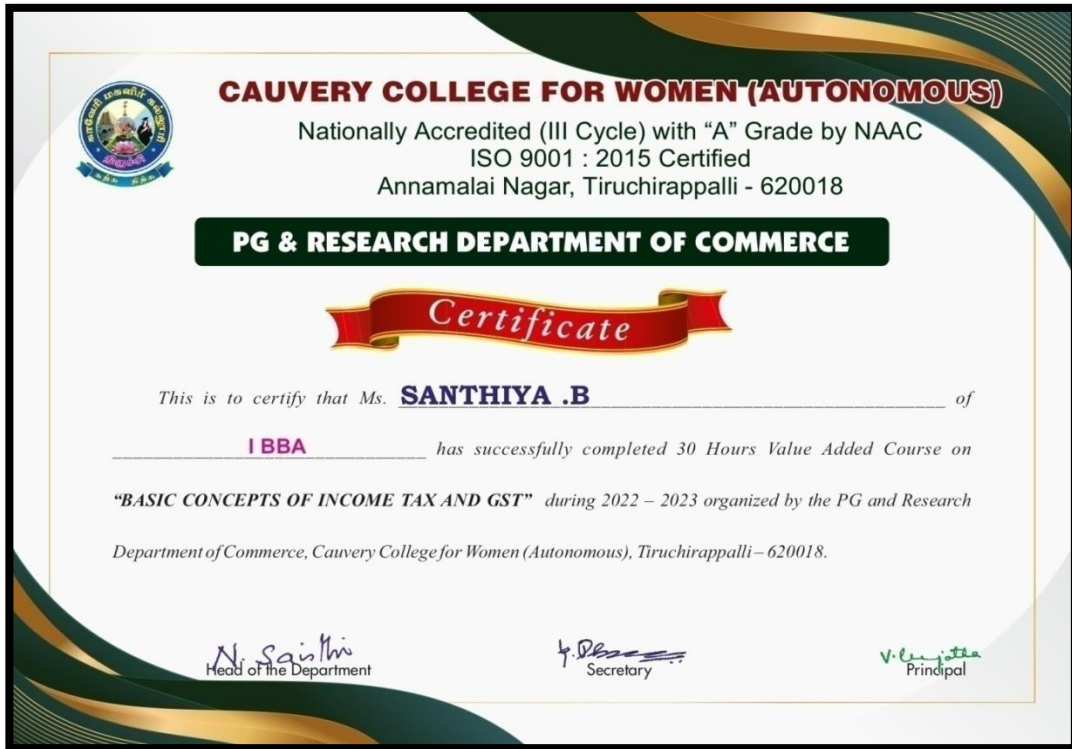 காவேரி மகளிர் கல்லூரி
திருச்சி
கற்க நிற்க
CAUVERY COLLEGE FOR WOMEN (AUTONOMOUS)
Nationally Accredited (III Cycle) with “A” Grade by NAAC
ISO 9001 : 2015 Certified
Annamalai Nagar, Tiruchirappalli - 620018
PG & RESEARCH DEPARTMENT OF COMMERCE
Certificate
This is to certify that Ms. SANTHIYA .B of
I BBA has successfully completed 30 Hours Value Added Course on
“BASIC CONCEPTS OF INCOME TAX AND GST” during 2022 – 2023 organized by the PG and Research
Department of Commerce, Cauvery College for Women (Autonomous), Tiruchirappalli – 620018.
Head of the Department Secretary Principal